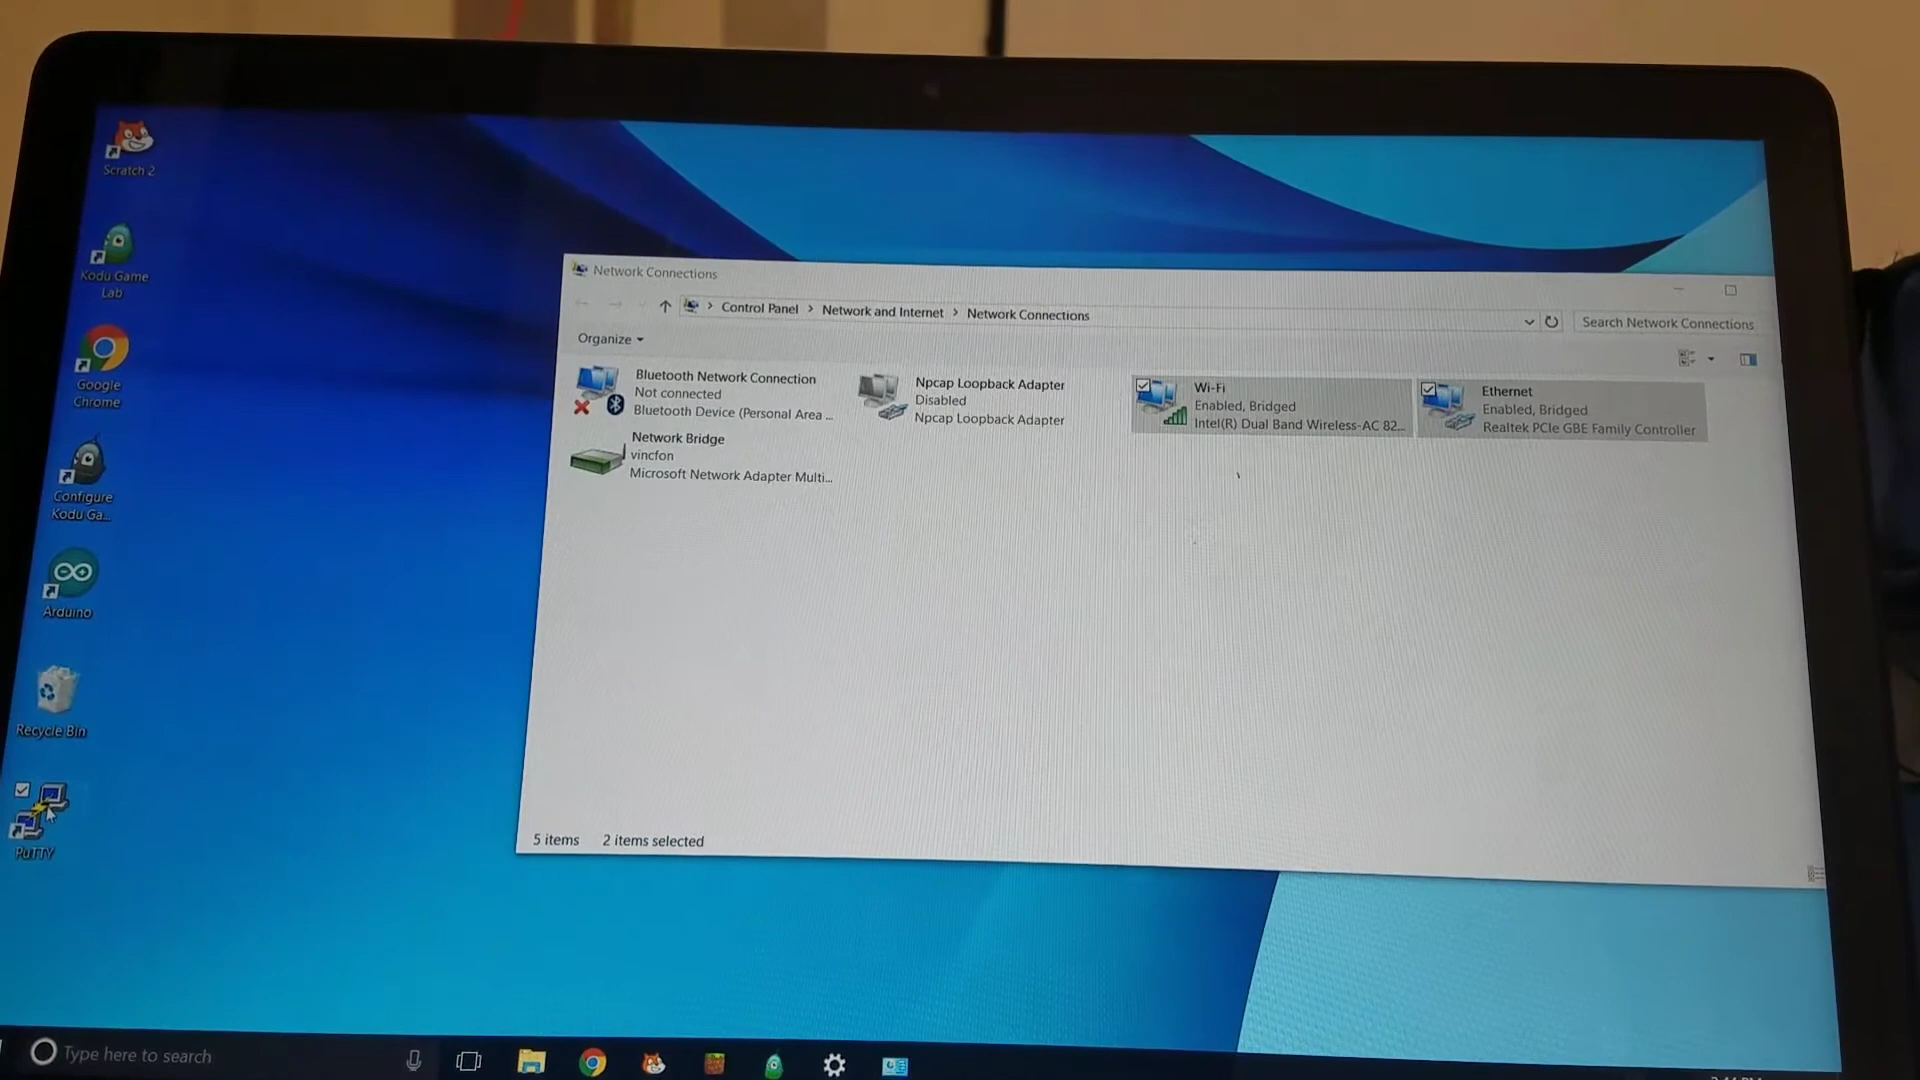 Scratch 2
Kodu Game
Lab
Google
Chrome
Configure
Kodu Ga...
Arduino
Recycle Bin
PuTTY
Network Connections
Control Panel > Network and Internet > Network Connections
Search Network Connections
Organize
Bluetooth Network Connection
Not connected
Bluetooth Device (Personal Area ...
Npcap Loopback Adapter
Disabled
Npcap Loopback Adapter
Wi-Fi
Enabled, Bridged
Intel(R) Dual Band Wireless-AC 82...
Ethernet
Enabled, Bridged
Realtek PCIe GBE Family Controller
Network Bridge
vincfon
Microsoft Network Adapter Multi...
5 items 2 items selected
Type here to search